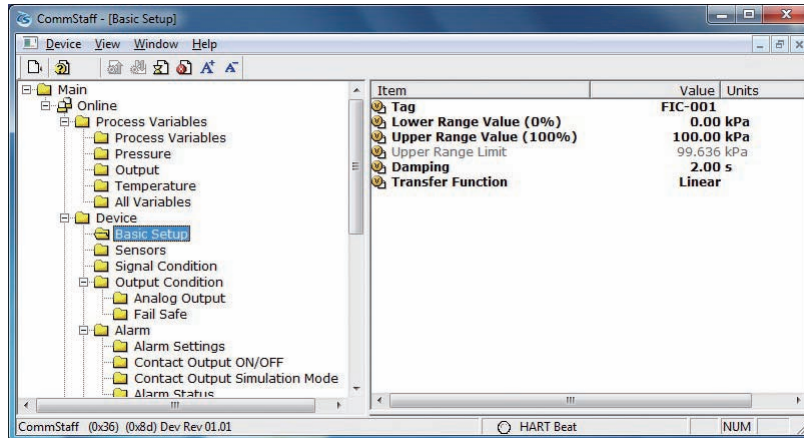 CommStaff - [Basic Setup]
Device View Window Help
Main
Online
Process Variables
Process Variables
Pressure
Output
Temperature
All Variables
Device
Basic Setup
Sensors
Signal Condition
Output Condition
Analog Output
Fail Safe
Alarm
Alarm Settings
Contact Output ON/OFF
Contact Output Simulation Mode
Alarm Status
Item Value Units
Tag FIC-001
Lower Range Value (0%) 0.00 kPa
Upper Range Value (100%) 100.00 kPa
Upper Range Limit 99.636 kPa
Damping 2.00 s
Transfer Function Linear
CommStaff (0x36) (0x8d) Dev Rev 01.01 HART Beat NUM